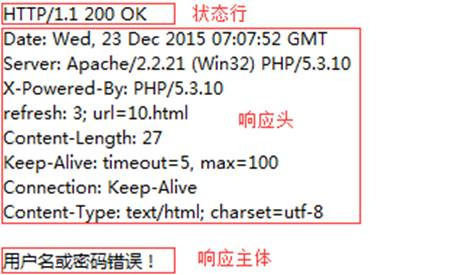 HTTP/1.1 200 OK 状态行
Date: Wed, 23 Dec 2015 07:07:52 GMT
Server: Apache/2.2.21 (Win32) PHP/5.3.10
X-Powered-By: PHP/5.3.10
refresh: 3; url=10.html
响应头
Content-Length: 27
Keep-Alive: timeout=5, max=100
Connection: Keep-Alive
Content-Type: text/html; charset=utf-8
用户名或密码错误！ 响应主体